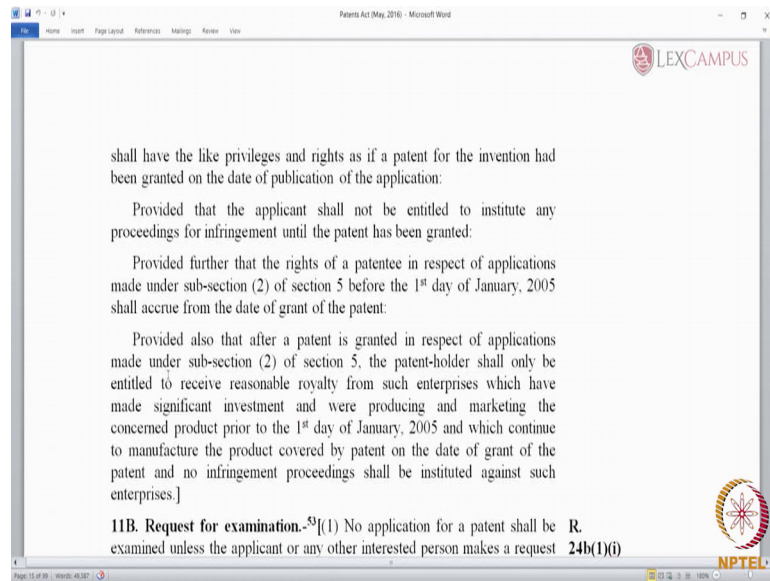 Patents Act (May, 2016) - Microsoft Word
File Home Insert Page Layout References Mailings Review View
LEXCAMPUS
shall have the like privileges and rights as if a patent for the invention had
been granted on the date of publication of the application:
Provided that the applicant shall not be entitled to institute any
proceedings for infringement until the patent has been granted:
Provided further that the rights of a patentee in respect of applications
made under sub-section (2) of section 5 before the 1st day of January, 2005
shall accrue from the date of grant of the patent:
Provided also that after a patent is granted in respect of applications
made under sub-section (2) of section 5, the patent-holder shall only be
entitled to receive reasonable royalty from such enterprises which have
made significant investment and were producing and marketing the
concerned product prior to the 1st day of January, 2005 and which continue
to manufacture the product covered by patent on the date of grant of the
patent and no infringement proceedings shall be instituted against such
enterprises.]
11B. Request for examination.-53[(1) No application for a patent shall be R.
examined unless the applicant or any other interested person makes a request 24b(1)(i)
NPTEL
Page: 15 of 99 Words: 49,387 100%